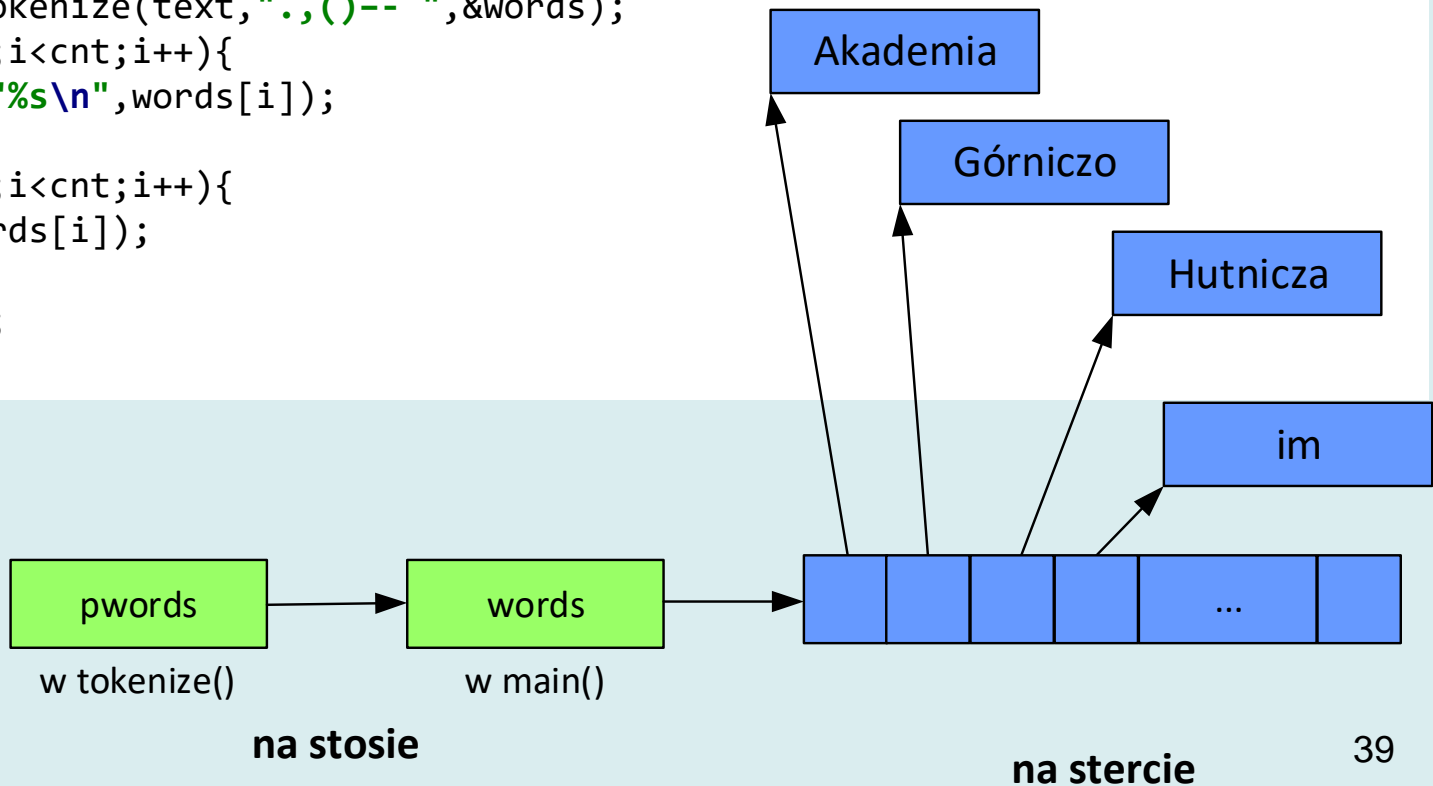 okenize(text,".,()–- ",&words);
;i<cnt;i++){
"%s\n",words[i]);
;i<cnt;i++){
rds[i]);
;
Akademia
Górniczo
Hutnicza
im
pwords
words
...
w tokenize()
w main()
na stosie
na stercie
39